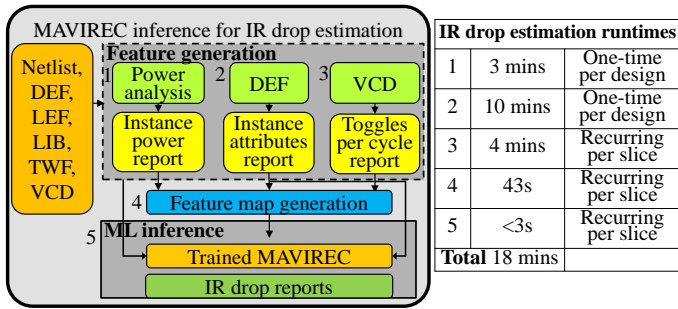 MAVIREC inference for IR drop estimation
Feature generation
Netlist,
DEF,
LEF,
LIB,
TWF,
VCD
1
Power
analysis
2
DEF
3
VCD
Instance
power
report
Instance
attributes
report
Toggles
per cycle
report
4
Feature map generation
5
ML inference
Trained MAVIREC
IR drop reports
IR drop estimation runtimes
1 3 mins One-time
per design
2 10 mins One-time
per design
3 4 mins Recurring
per slice
4 43s Recurring
per slice
5 <3s Recurring
per slice
Total 18 mins